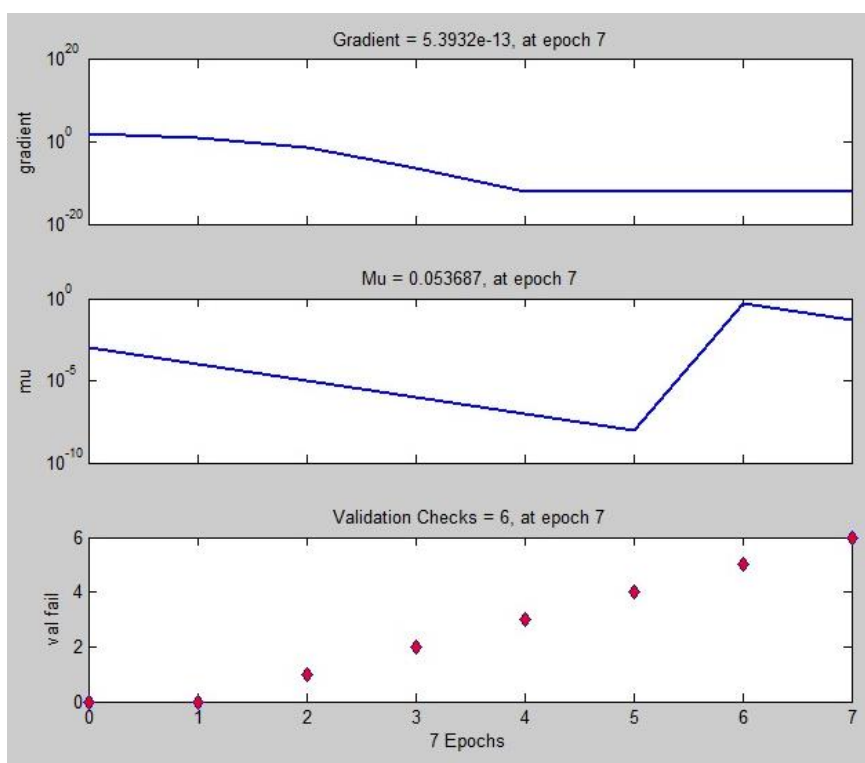 Gradient = 5.3932e-13, at epoch 7
10^20
10^0
10^-20
gradient
Mu = 0.053687, at epoch 7
10^0
10^-5
10^-10
mu
Validation Checks = 6, at epoch 7
6
4
2
0
val fail
0 1 2 3 4 5 6 7
7 Epochs